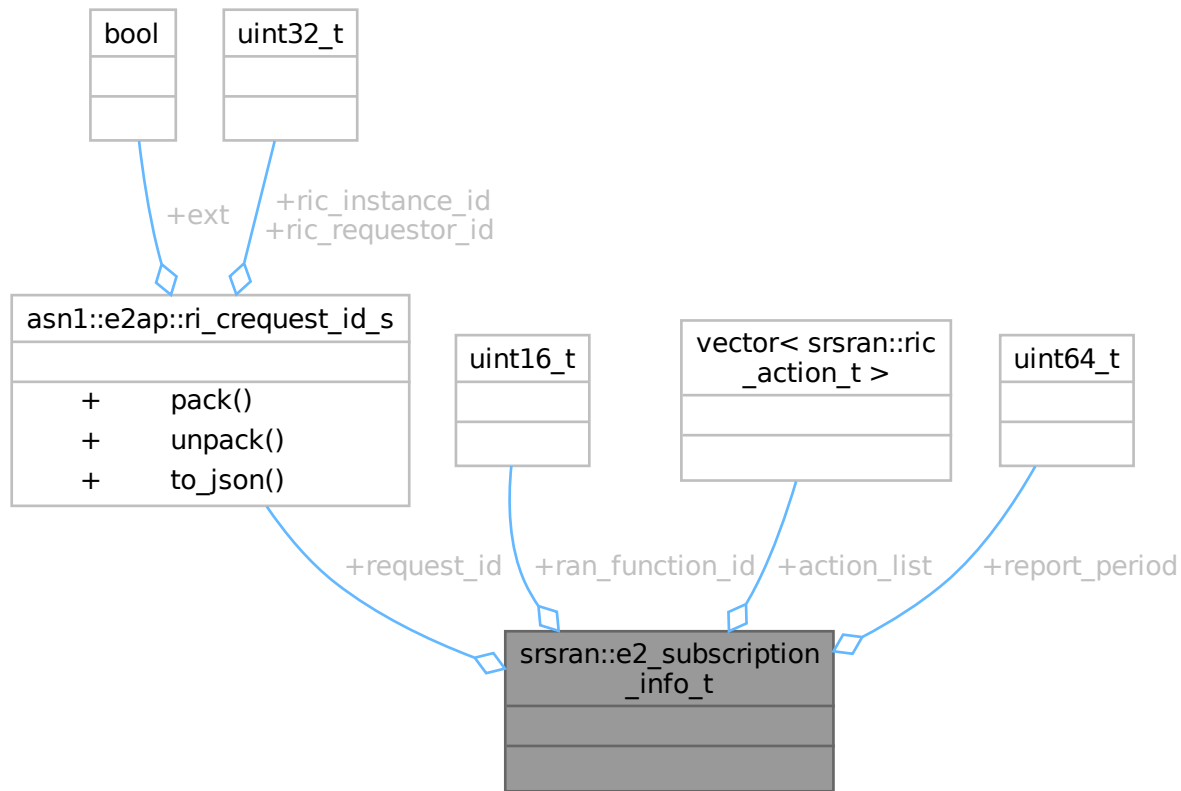 bool
uint32_t
+ext
+ric_instance_id
+ric_requestor_id
asn1::e2ap::ri_crequest_id_s
+ pack()
+ unpack()
+ to_json()
uint16_t
vector< srsran::ric
_action_t >
uint64_t
+request_id
+ran_function_id
+action_list
+report_period
srsran::e2_subscription
_info_t